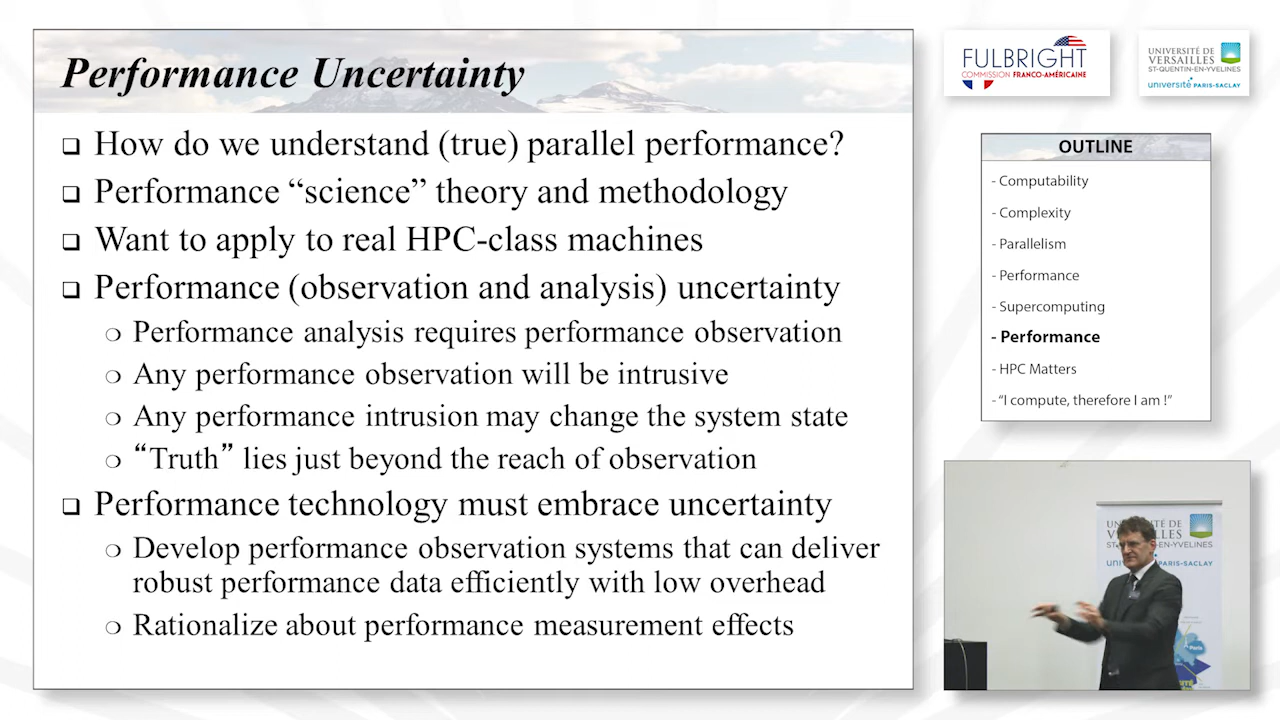 Performance Uncertainty
❑ How do we understand (true) parallel performance?
❑ Performance “science” theory and methodology
❑ Want to apply to real HPC-class machines
❑ Performance (observation and analysis) uncertainty
❍ Performance analysis requires performance observation
❍ Any performance observation will be intrusive
❍ Any performance intrusion may change the system state
❍ “Truth” lies just beyond the reach of observation
❑ Performance technology must embrace uncertainty
❍ Develop performance observation systems that can deliver
robust performance data efficiently with low overhead
❍ Rationalize about performance measurement effects
FULBRIGHT
COMMISSION FRANCO-AMÉRICAINE
UNIVERSITÉ DE
VERSAILLES
ST-QUENTIN-EN-YVELINES
université PARIS-SACLAY
OUTLINE
- Computability
- Complexity
- Parallelism
- Performance
- Supercomputing
- Performance
- HPC Matters
- “I compute, therefore I am !”